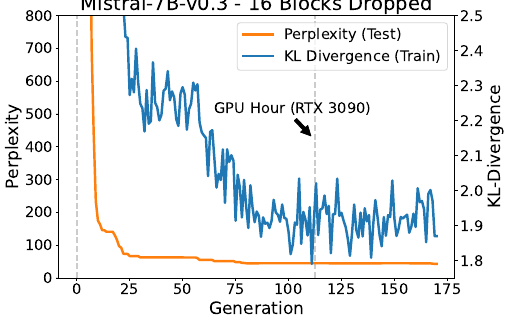 Mistral-7B-v0.3 - 16 Blocks Dropped
Perplexity (Test)
KL Divergence (Train)
GPU Hour (RTX 3090)
Perplexity
800
700
600
500
400
300
200
100
0
2.5
2.4
2.3
2.2
2.1
2.0
1.9
1.8
KL-Divergence
0 25 50 75 100 125 150 175
Generation